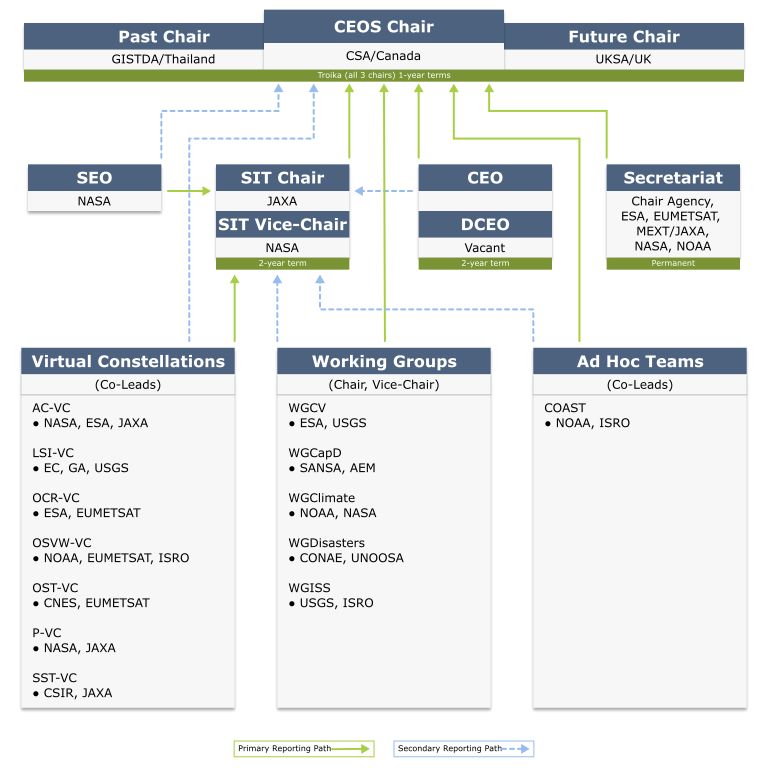 CEOS Chair
Past Chair
Future Chair
CSA/Canada
GISTDA/Thailand
UKSA/UK
Troika (all 3 chairs) 1-year terms
SEO
NASA
SIT Chair
JAXA
SIT Vice-Chair
NASA
2-year term
CEO
DCEO
Vacant
2-year term
Secretariat
Chair Agency,
ESA, EUMETSAT,
MEXT/JAXA,
NASA, NOAA
Permanent
Virtual Constellations
(Co-Leads)
AC-VC
● NASA, ESA, JAXA
LSI-VC
● EC, GA, USGS
OCR-VC
● ESA, EUMETSAT
OSVW-VC
● NOAA, EUMETSAT, ISRO
OST-VC
● CNES, EUMETSAT
P-VC
● NASA, JAXA
SST-VC
● CSIR, JAXA
Working Groups
(Chair, Vice-Chair)
WGCV
● ESA, USGS
WGCapD
● SANSA, AEM
WGClimate
● NOAA, NASA
WGDisasters
● CONAE, UNOOSA
WGISS
● USGS, ISRO
Ad Hoc Teams
(Co-Leads)
COAST
● NOAA, ISRO
Primary Reporting Path
Secondary Reporting Path